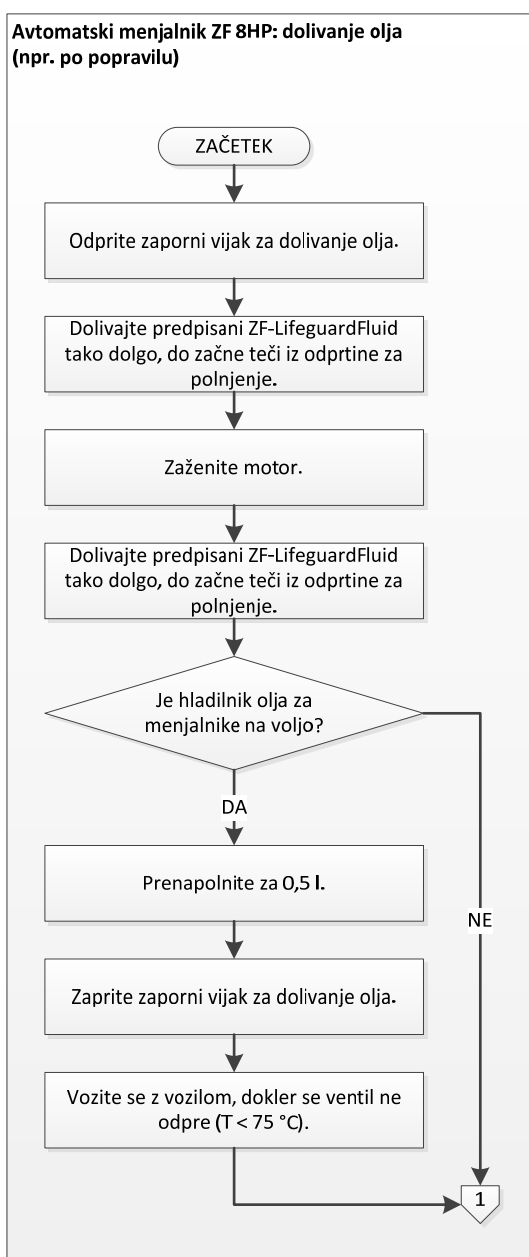 Avtomatski menjalnik ZF 8HP: dolivanje olja
(npr. po popravilu)
ZAČETEK
Odprite zaporni vijak za dolivanje olja.
Dolivajte predpisani ZF-LifeguardFluid
tako dolgo, do začne teči iz odprtine za
polnjenje.
Zaženite motor.
Dolivajte predpisani ZF-LifeguardFluid
tako dolgo, do začne teči iz odprtine za
polnjenje.
Je hladilnik olja za
menjalnike na voljo?
DA
Prenapolnite za 0,5 l.
NE
Zaprite zaporni vijak za dolivanje olja.
Vozite se z vozilom, dokler se ventil ne
odpre (T < 75 °C).
1